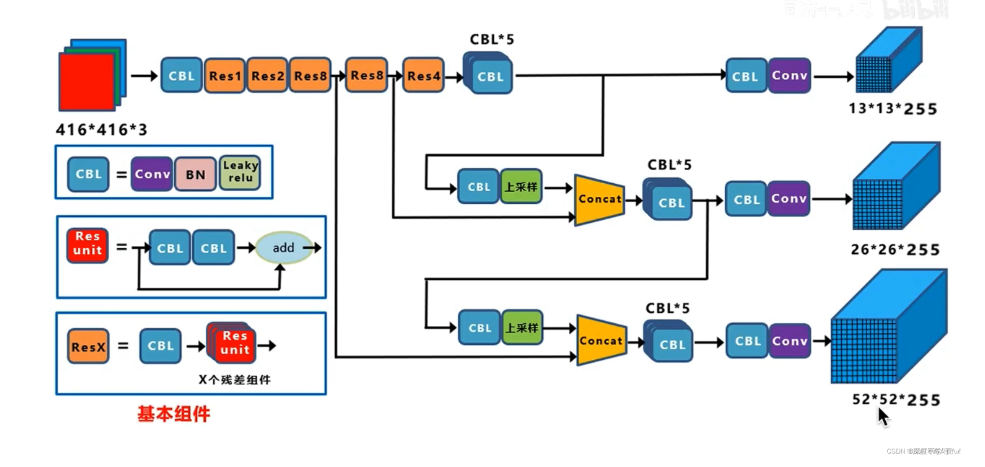 bilibili
CBL*5
CBL Res1 Res2 Res8 Res8 Res4 CBL CBL Conv
13*13*255
416*416*3
CBL = Conv BN Leaky relu
CBL*5
CBL 上采样 Concat CBL CBL Conv
26*26*255
Res unit = CBL CBL add
CBL*5
CBL 上采样 Concat CBL CBL Conv
52*52*255
ResX = CBL Res unit
X个残差组件
基本组件